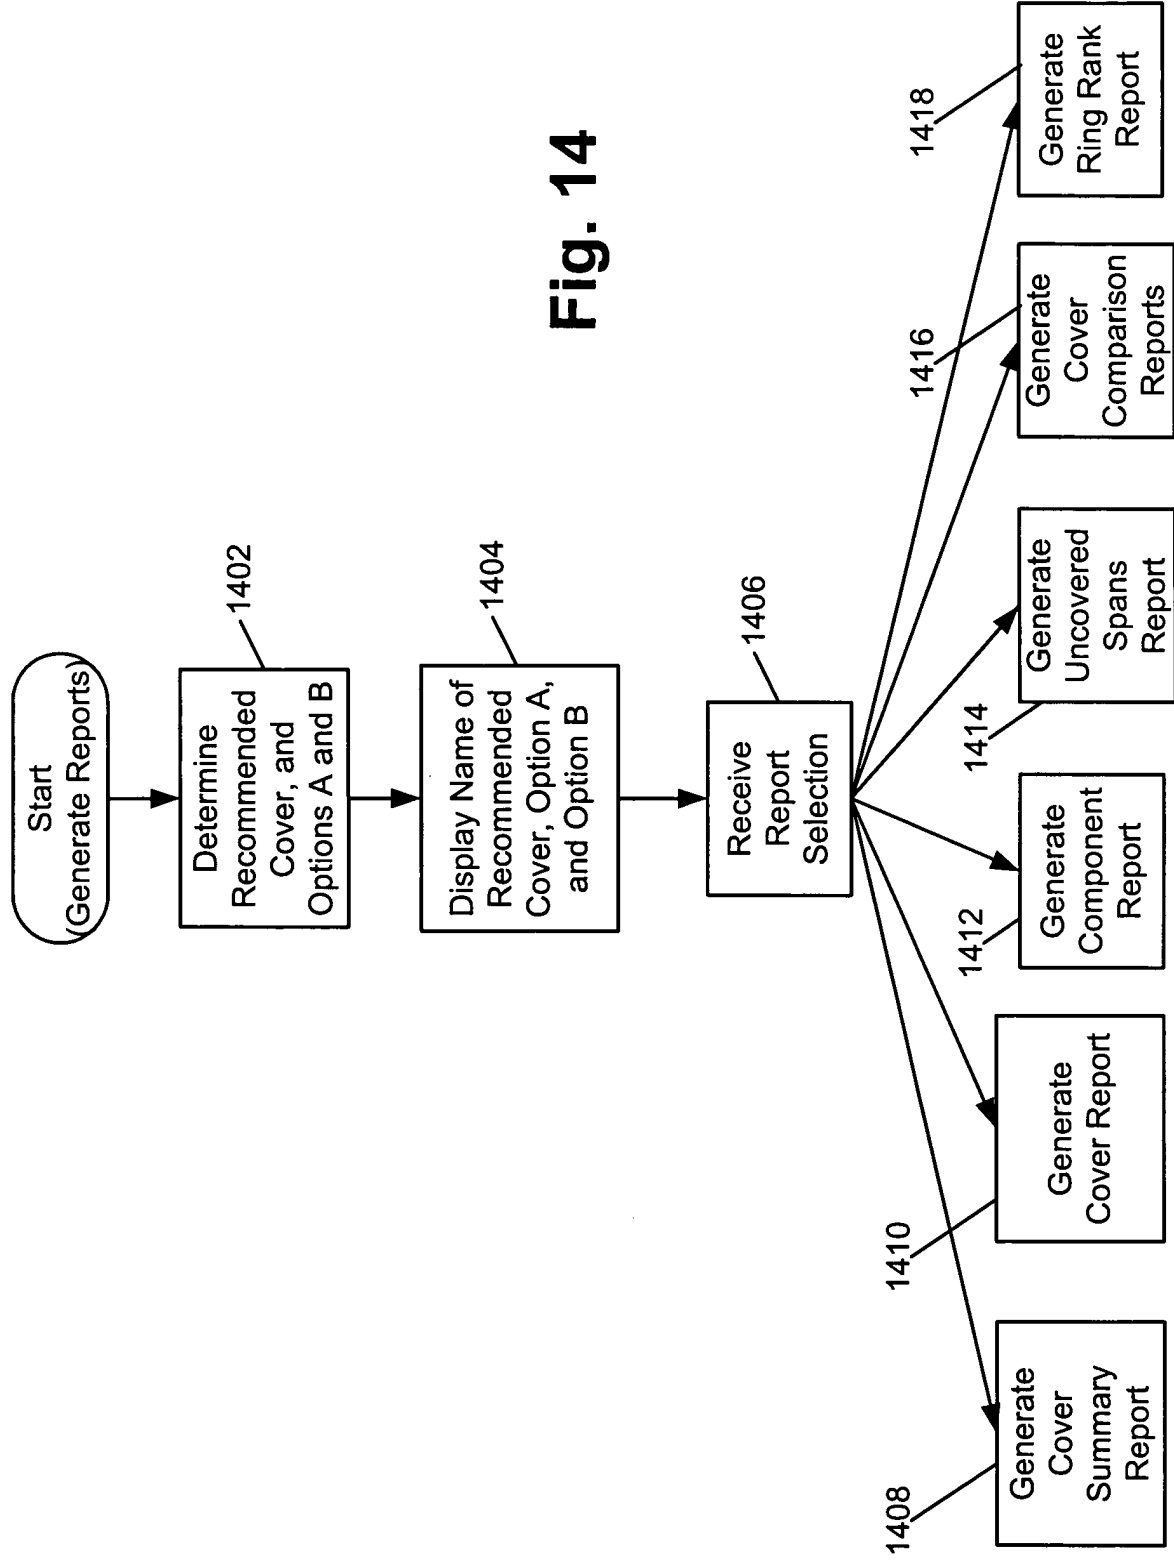 Start
(Generate Reports)
Determine
Recommended
Cover, and
Options A and B
1402
Display Name of
Recommended
Cover, Option A,
and Option B
1404
Receive
Report
Selection
1406
Fig. 14
1408
Generate
Cover
Summary
Report
1410
Generate
Cover Report
1412
Generate
Component
Report
1414
Generate
Uncovered
Spans
Report
1416
Generate
Cover
Comparison
Reports
1418
Generate
Ring Rank
Report